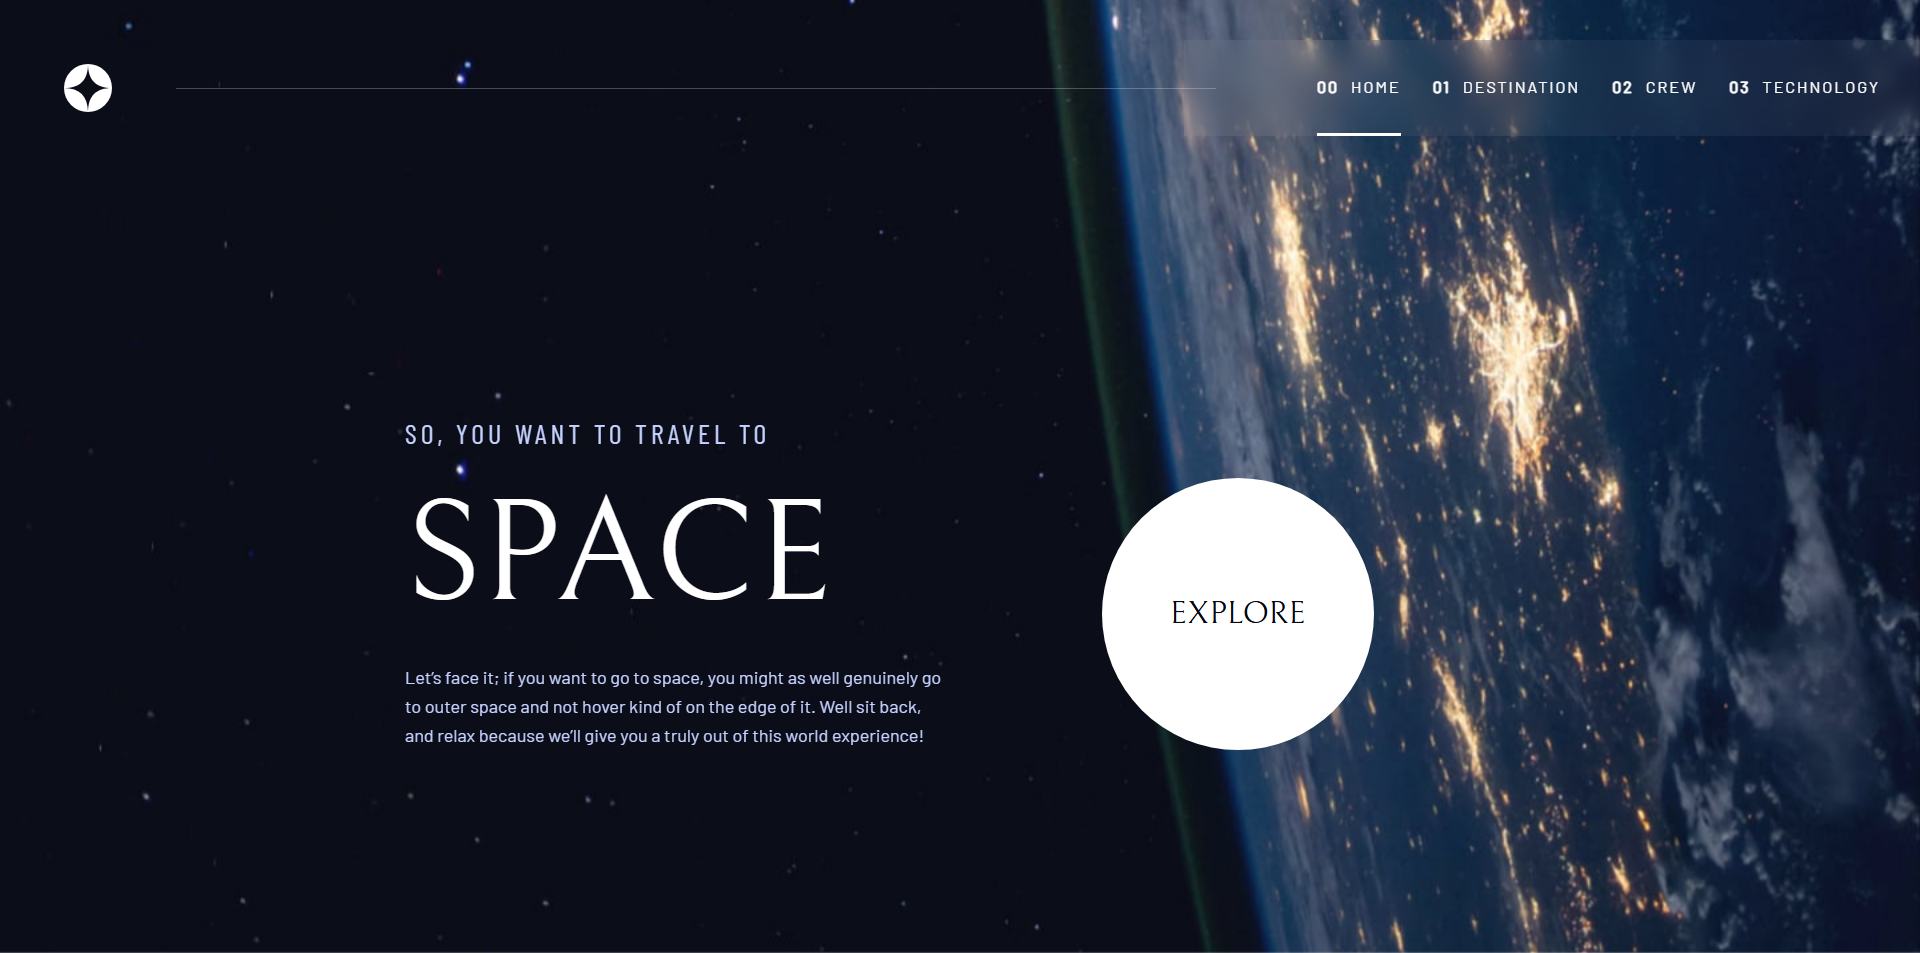 00 HOME 01 DESTINATION 02 CREW 03 TECHNOLOGY
SO, YOU WANT TO TRAVEL TO
SPACE
EXPLORE
Let’s face it; if you want to go to space, you might as well genuinely go
to outer space and not hover kind of on the edge of it. Well sit back,
and relax because we’ll give you a truly out of this world experience!